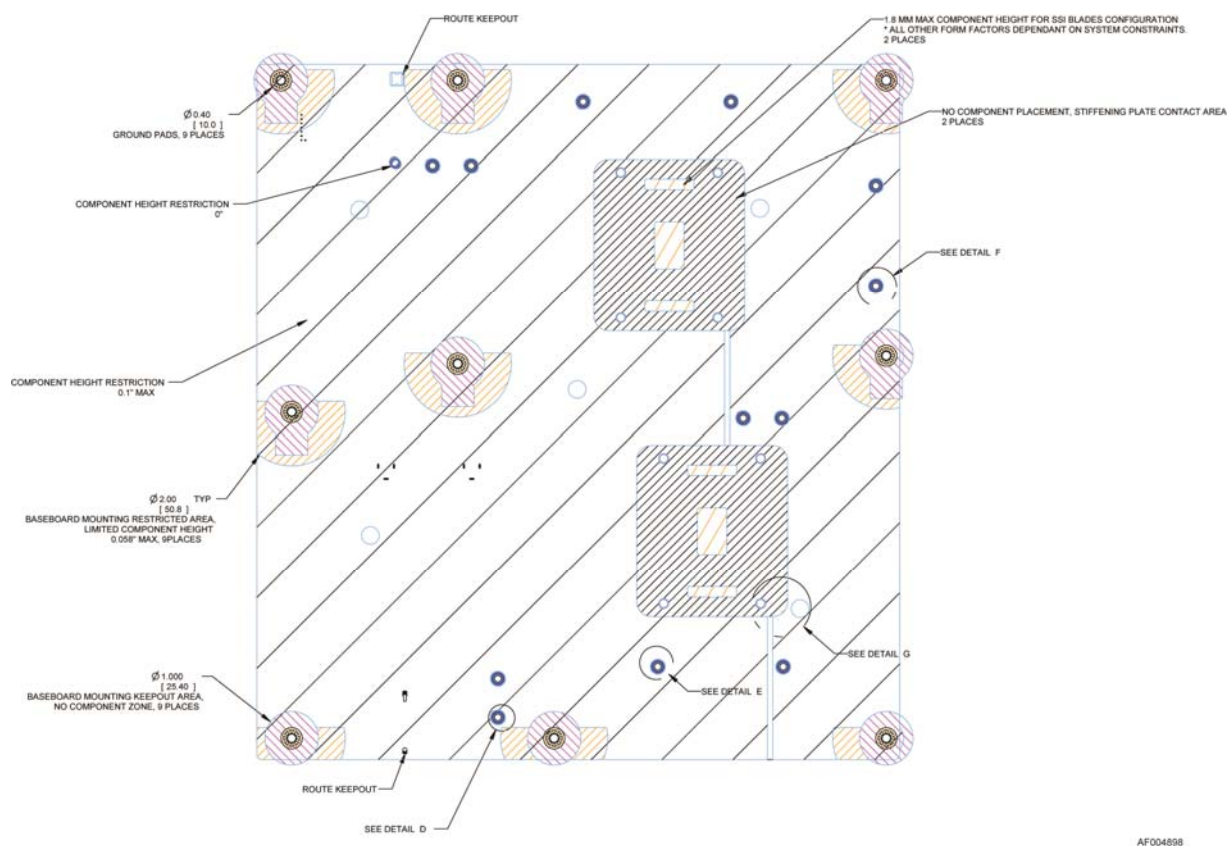 ROUTE KEEPOUT
1.8 MM MAX COMPONENT HEIGHT FOR SSI BLADES CONFIGURATION
* ALL OTHER FORM FACTORS DEPENDANT ON SYSTEM CONSTRAINTS.
2 PLACES
Ø 0.40
[ 10.0 ]
GROUND PADS, 9 PLACES
NO COMPONENT PLACEMENT, STIFFENING PLATE CONTACT AREA
2 PLACES
COMPONENT HEIGHT RESTRICTION
0"
SEE DETAIL F
COMPONENT HEIGHT RESTRICTION
0.1" MAX
Ø 2.00 TYP
[ 50.8 ]
BASEBOARD MOUNTING RESTRICTED AREA,
LIMITED COMPONENT HEIGHT
0.058" MAX, 9PLACES
SEE DETAIL G
Ø 1.000
[ 25.40 ]
BASEBOARD MOUNTING KEEPOUT AREA,
NO COMPONENT ZONE, 9 PLACES
SEE DETAIL E
ROUTE KEEPOUT
SEE DETAIL D
AF004898